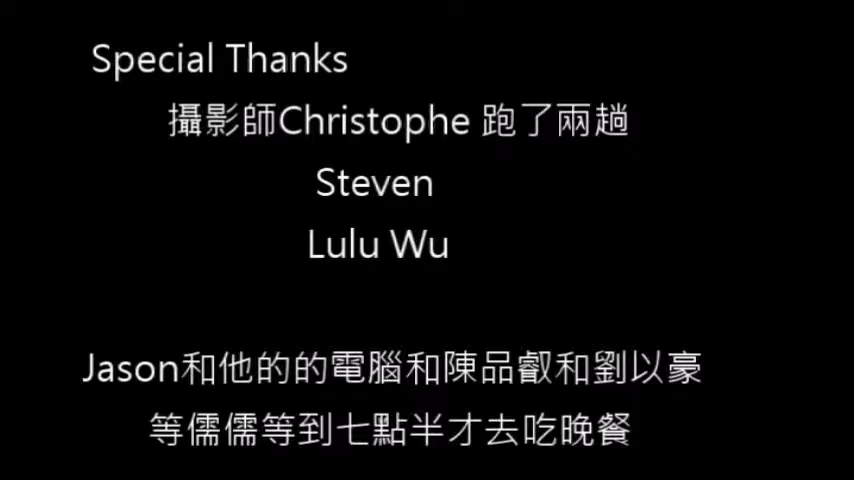 Special Thanks
攝影師Christophe 跑了兩趟
Steven
Lulu Wu
Jason和他的的電腦和陳品叡和劉以豪
等儒儒等到七點半才去吃晚餐